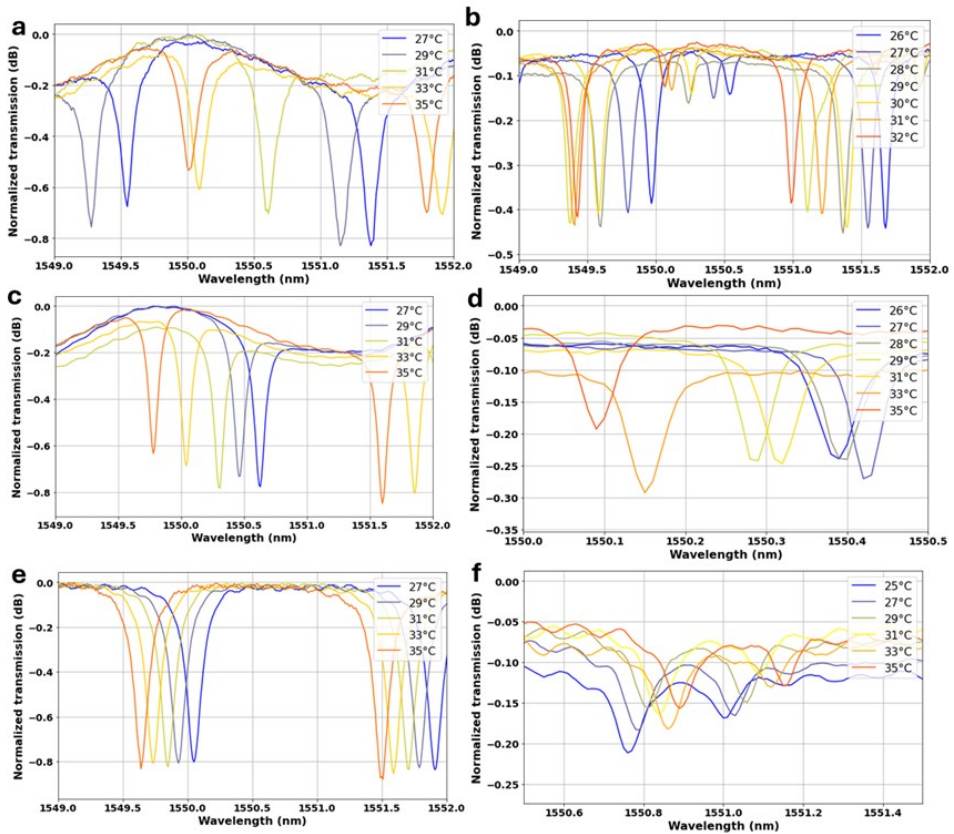 a
Normalized transmission (dB)
0.0
−0.2
−0.4
−0.6
−0.8
1549.0 1549.5 1550.0 1550.5 1551.0 1551.5 1552.0
Wavelength (nm)
27°C
29°C
31°C
33°C
35°C
b
Normalized transmission (dB)
0.0
−0.1
−0.2
−0.3
−0.4
−0.5
1549.0 1549.5 1550.0 1550.5 1551.0 1551.5 1552.0
Wavelength (nm)
26°C
27°C
28°C
29°C
30°C
31°C
32°C
c
Normalized transmission (dB)
0.0
−0.2
−0.4
−0.6
−0.8
1549.0 1549.5 1550.0 1550.5 1551.0 1551.5 1552.0
Wavelength (nm)
27°C
29°C
31°C
33°C
35°C
d
Normalized transmission (dB)
0.00
−0.05
−0.10
−0.15
−0.20
−0.25
−0.30
−0.35
1550.0 1550.1 1550.2 1550.3 1550.4 1550.5
Wavelength (nm)
26°C
27°C
28°C
29°C
31°C
33°C
35°C
e
Normalized transmission (dB)
0.0
−0.2
−0.4
−0.6
−0.8
1549.0 1549.5 1550.0 1550.5 1551.0 1551.5 1552.0
Wavelength (nm)
27°C
29°C
31°C
33°C
35°C
f
Normalized transmission (dB)
0.00
−0.05
−0.10
−0.15
−0.20
−0.25
1550.6 1550.8 1551.0 1551.2 1551.4
Wavelength (nm)
25°C
27°C
29°C
31°C
33°C
35°C